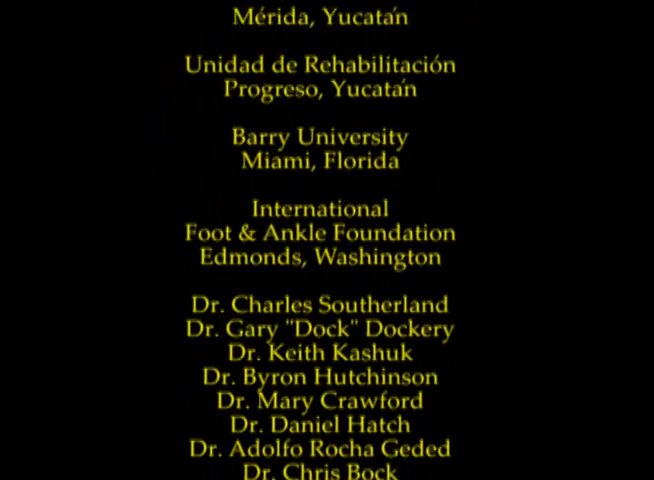 Mérida, Yucatán
Unidad de Rehabilitación
Progreso, Yucatán
Barry University
Miami, Florida
International
Foot & Ankle Foundation
Edmonds, Washington
Dr. Charles Southerland
Dr. Gary "Dock" Dockery
Dr. Keith Kashuk
Dr. Byron Hutchinson
Dr. Mary Crawford
Dr. Daniel Hatch
Dr. Adolfo Rocha Geded
Dr. Chris Bock